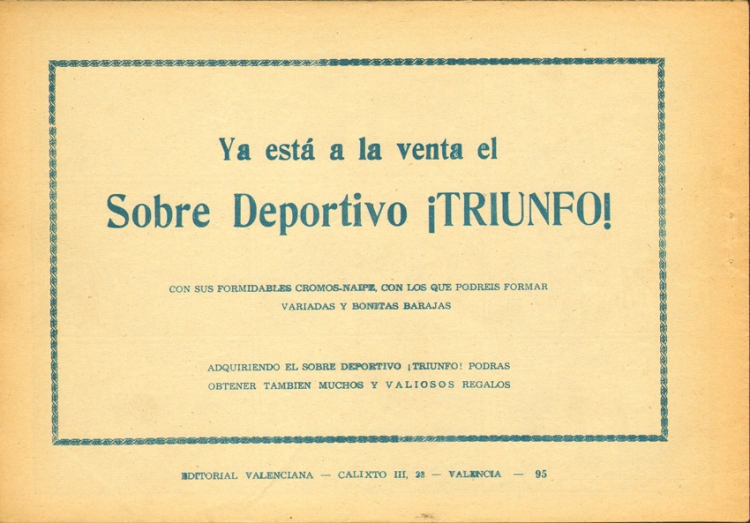 Ya está a la venta el
Sobre Deportivo ¡TRIUNFO!
CON SUS FORMIDABLES CROMOS-NAIPE, CON LOS QUE PODREIS FORMAR
VARIADAS Y BONITAS BARAJAS
ADQUIRIENDO EL SOBRE DEPORTIVO ¡TRIUNFO! PODRAS
OBTENER TAMBIEN MUCHOS Y VALIOSOS REGALOS
EDITORIAL VALENCIANA — CALIXTO III, 23 — VALENCIA — 95